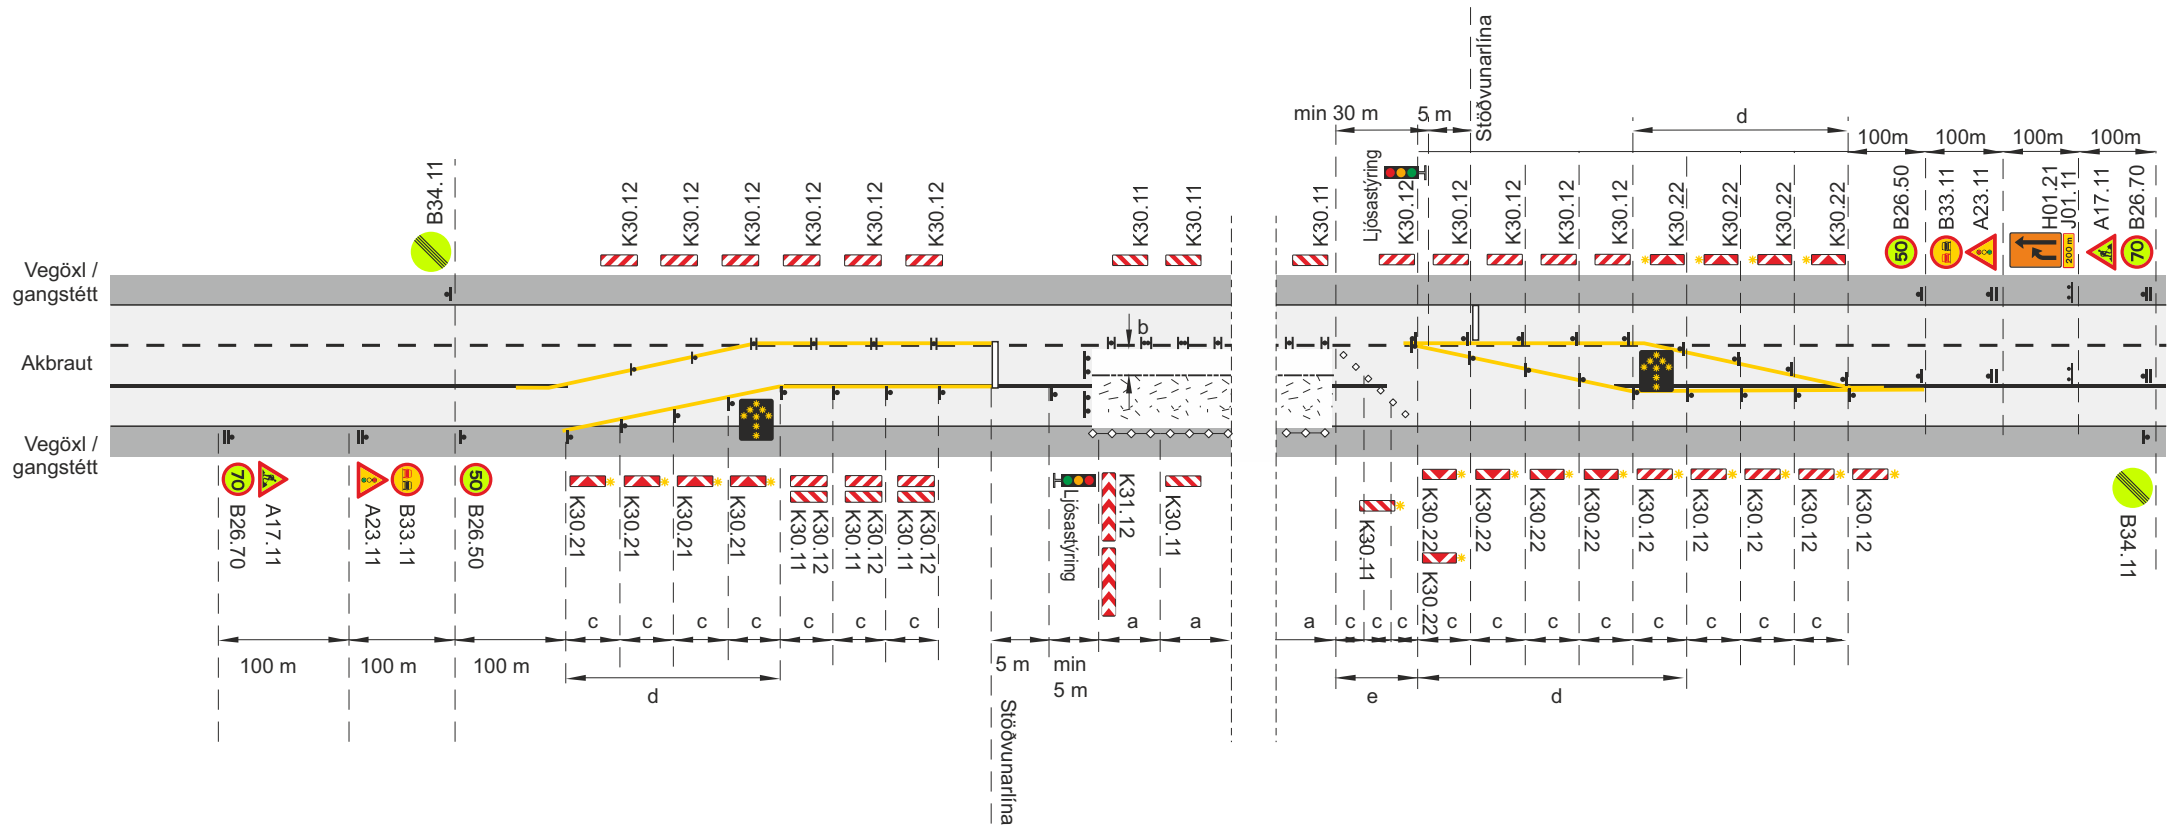 Stöðvunarlína
min 30 m
5 m
d
100m
100m
100m
100m
Ljósastýring
B34.11
K30.12
K30.12
K30.12
K30.12
K30.12
K30.12
K30.11
K30.11
K30.11
K30.12
K30.12
K30.12
K30.12
K30.12
K30.22
K30.22
K30.22
K30.22
B26.50
B33.11
A23.11
H01.21
J01.11
A17.11
B26.70
50
200 m
70
Vegöxl /
gangstétt
b
Akbraut
Vegöxl /
gangstétt
70
50
B26.70
A17.11
A23.11
B33.11
B26.50
K30.21
K30.21
K30.21
K30.21
K30.11
K30.12
K30.11
K30.12
K30.11
K30.12
Ljósastýring
K31.12
K30.11
K30.11
K30.22
K30.22
K30.22
K30.22
K30.22
K30.12
K30.12
K30.12
K30.12
K30.12
B34.11
c
c
c
c
c
c
c
a
a
a
c
c
c
c
c
c
c
c
c
c
c
100 m
100 m
100 m
d
5 m
min
5 m
e
d
Stöðvunarlína